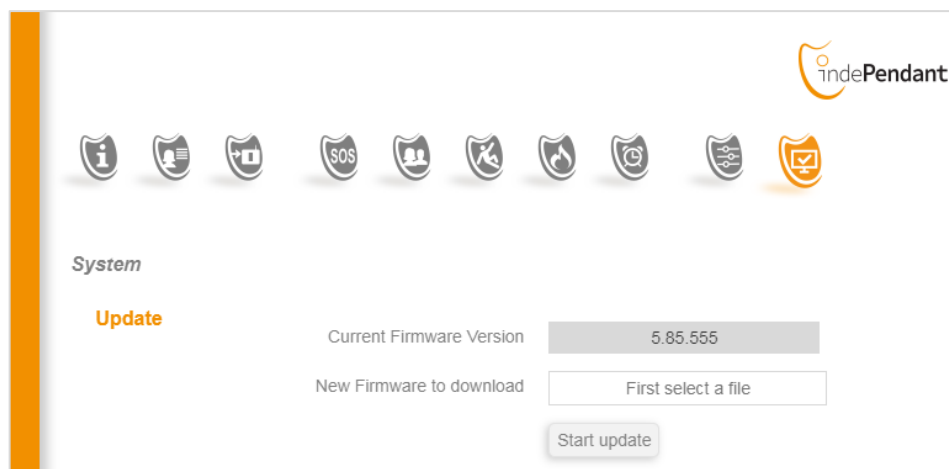 indePendant
SOS
System
Update
Current Firmware Version 5.85.555
New Firmware to download First select a file
Start update